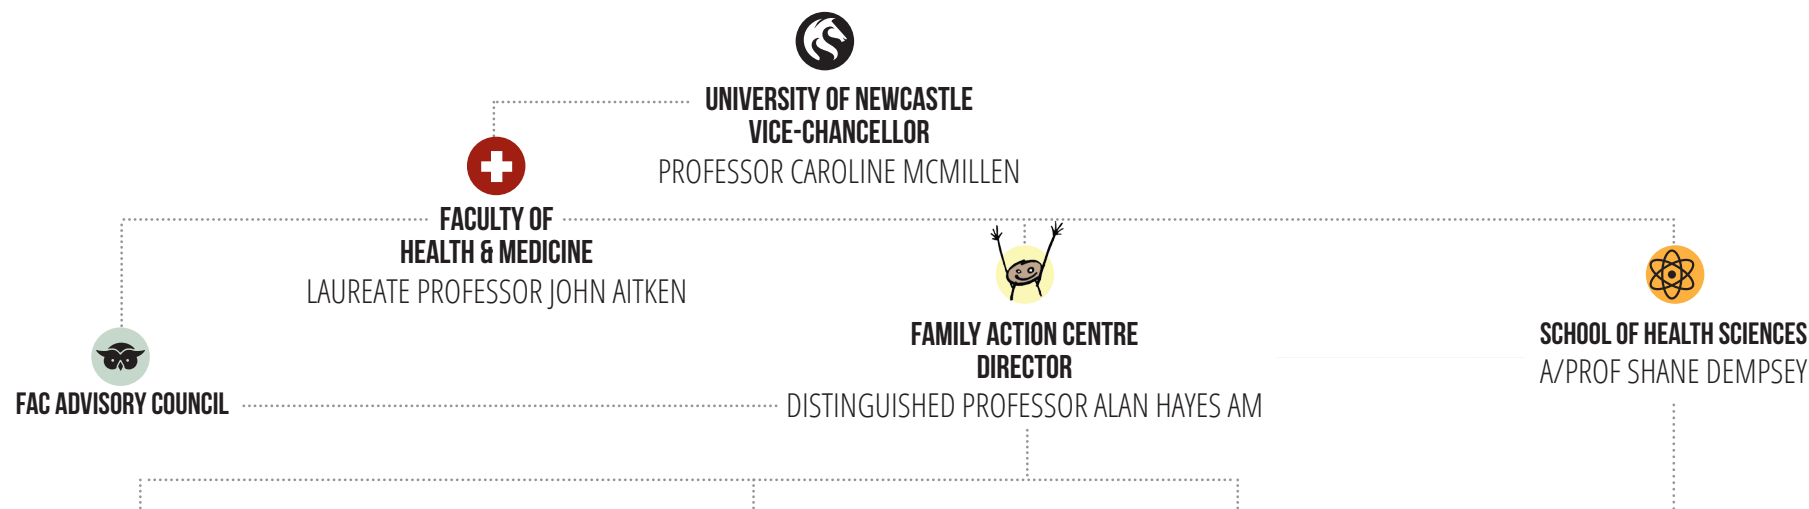 UNIVERSITY OF NEWCASTLE
VICE-CHANCELLOR
PROFESSOR CAROLINE MCMILLEN
FACULTY OF
HEALTH & MEDICINE
LAUREATE PROFESSOR JOHN AITKEN
FAMILY ACTION CENTRE
DIRECTOR
DISTINGUISHED PROFESSOR ALAN HAYES AM
SCHOOL OF HEALTH SCIENCES
A/PROF SHANE DEMPSEY
FAC ADVISORY COUNCIL